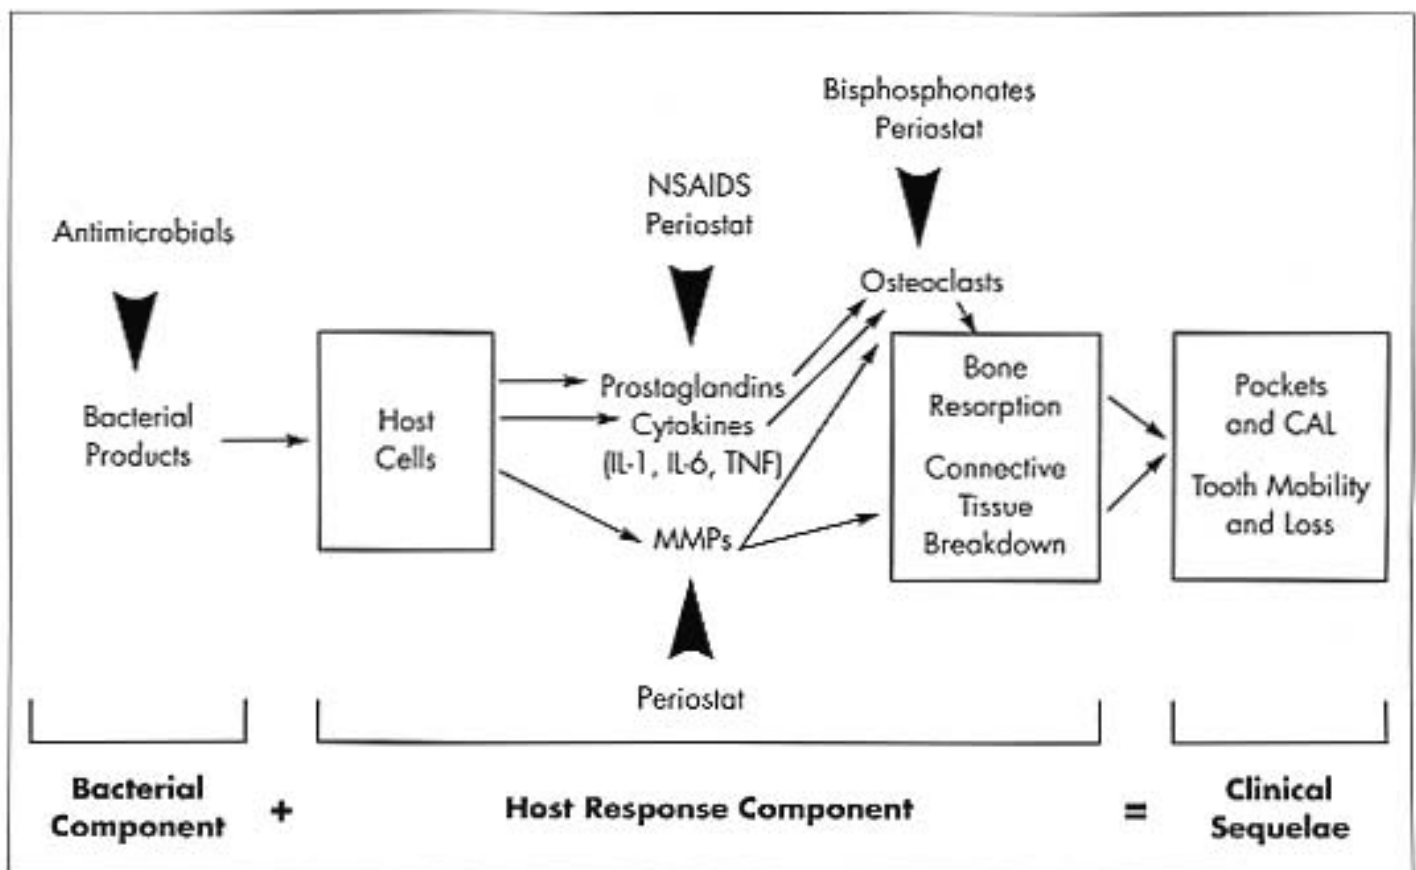 Bisphosphonates
Periostat
NSAIDS
Periostat
Antimicrobials
Osteoclasts
Bacterial
Products
Host
Cells
Prostaglandins
Cytokines
(IL-1, IL-6, TNF)
MMPs
Periostat
Bone
Resorption
Connective
Tissue
Breakdown
Pockets
and CAL
Tooth Mobility
and Loss
Bacterial
Component
+
Host Response Component
=
Clinical
Sequelae